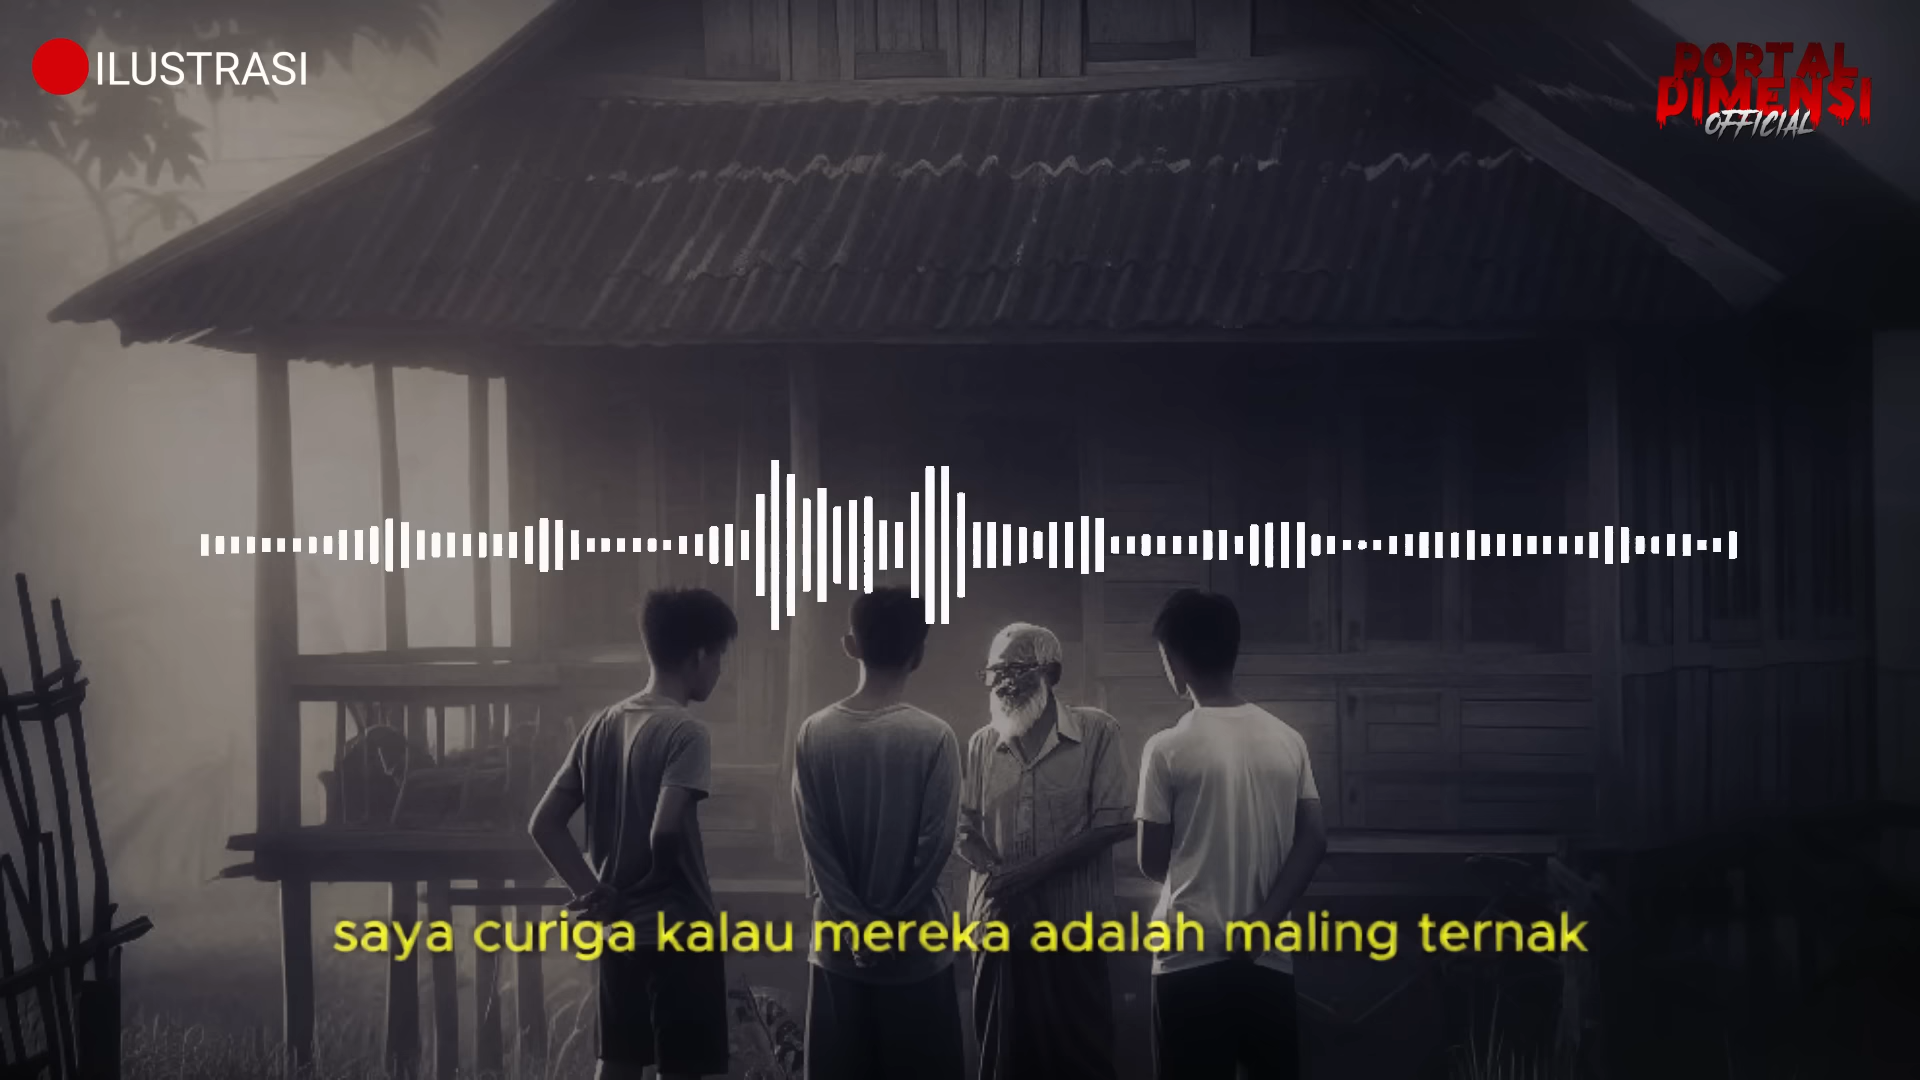 ILUSTRASI
PORTAL
DIMENSI
OFFICIAL
saya curiga kalau mereka adalah maling ternak